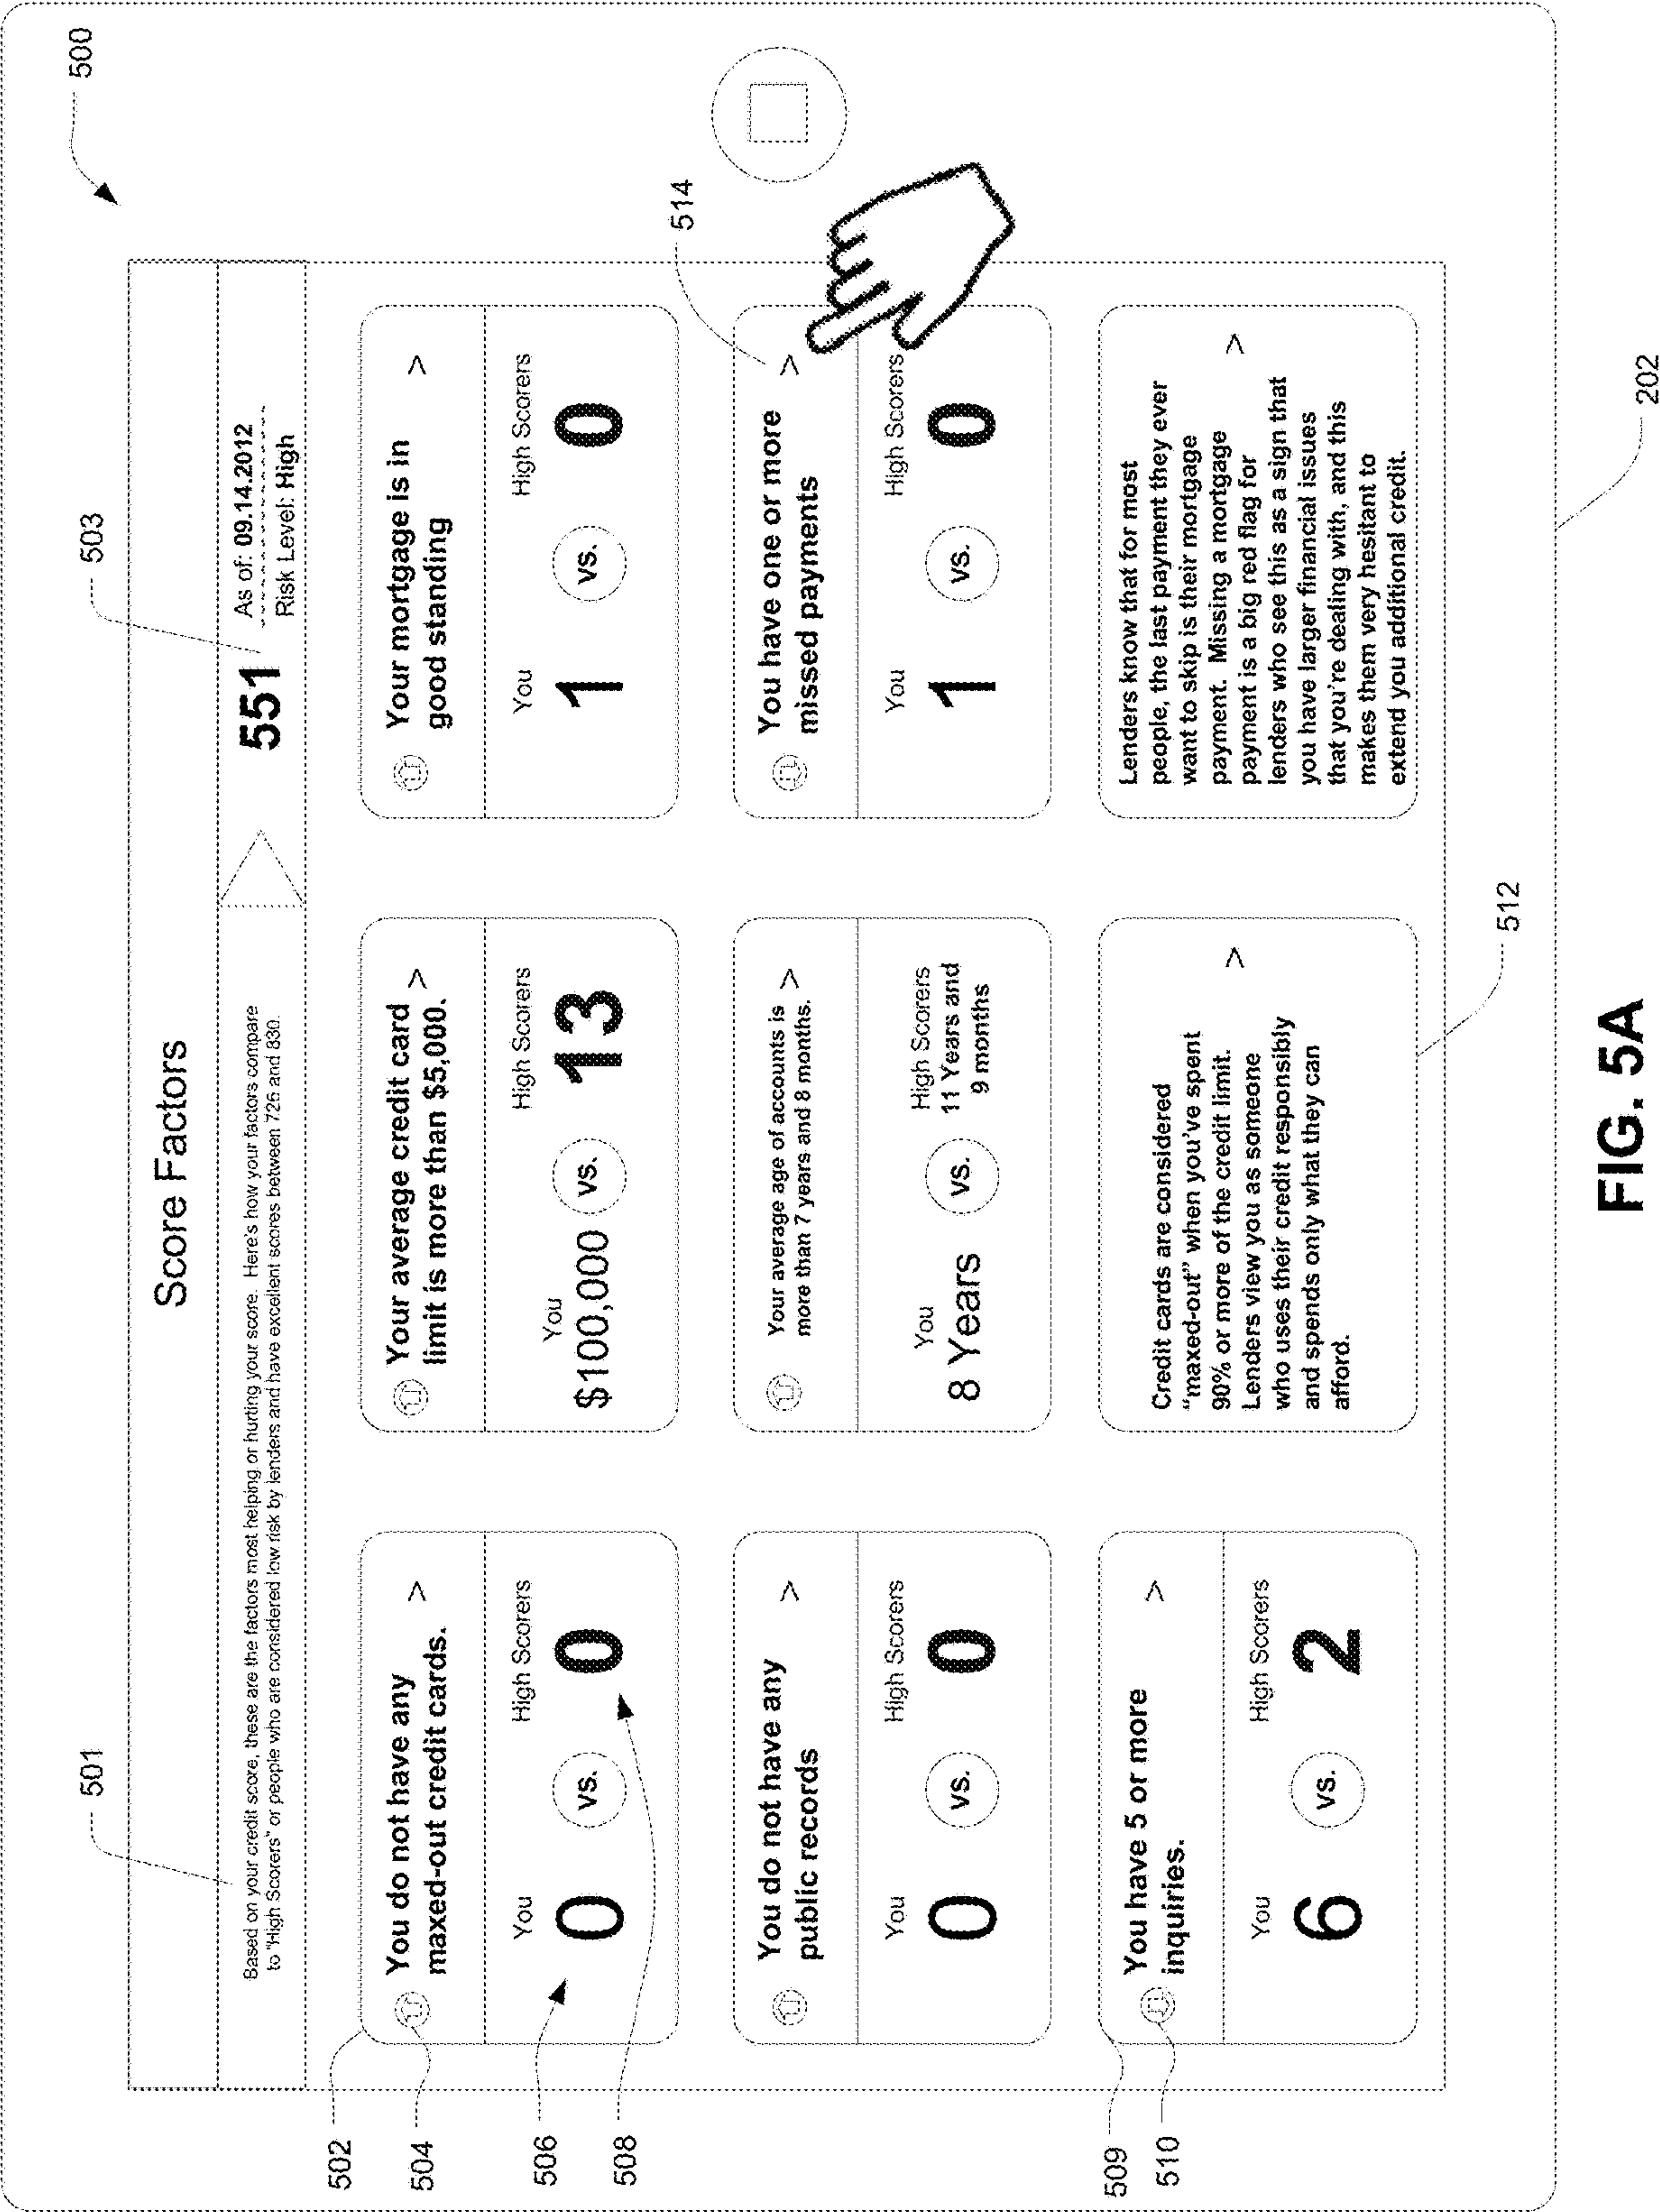 500
Score Factors
501
503
Based on your credit score, these are the factors most helping or hurting your score. Here's how your factors compare
to "High Scorers" or people who are considered low risk by lenders and have excellent scores between 726 and 830.
551
As of: 09.14.2012
Risk Level: High
502
504
You do not have any
maxed-out credit cards.
>
You
High Scorers
0
vs.
0
506
508
Your average credit card
limit is more than $5,000.
>
You
High Scorers
$100,000
vs.
13
Your mortgage is in
good standing
>
You
High Scorers
1
vs.
0
You do not have any
public records
>
You
High Scorers
0
vs.
0
Your average age of accounts is
more than 7 years and 8 months.
>
You
High Scorers
8 Years
vs.
11 Years and
9 months
514
You have one or more
missed payments
>
You
High Scorers
1
vs.
0
509
510
You have 5 or more
inquiries.
>
You
High Scorers
6
vs.
2
Credit cards are considered
“maxed-out” when you've spent
90% or more of the credit limit.
Lenders view you as someone
who uses their credit responsibly
and spends only what they can
afford.
>
512
Lenders know that for most
people, the last payment they ever
want to skip is their mortgage
payment. Missing a mortgage
payment is a big red flag for
lenders who see this as a sign that
you have larger financial issues
that you're dealing with, and this
makes them very hesitant to
extend you additional credit.
>
202
FIG. 5A